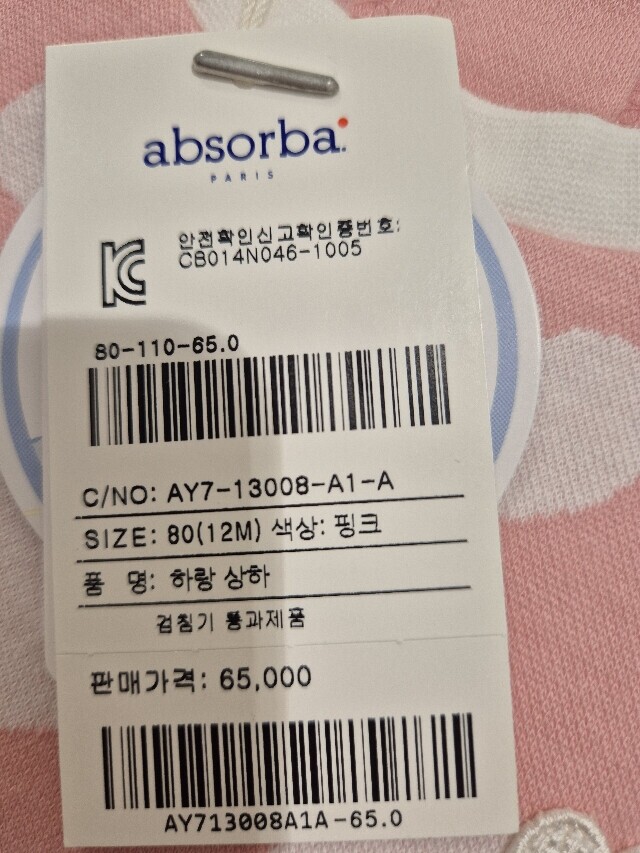 absorba.
PARIS
안전확인신고확인증번호:
CB014N046-1005
80-110-65.0
C/NO: AY7-13008-A1-A
SIZE: 80(12M) 색상: 핑크
품 명: 하랑 상하
검침기 통과제품
판매가격: 65,000
AY713008A1A-65.0